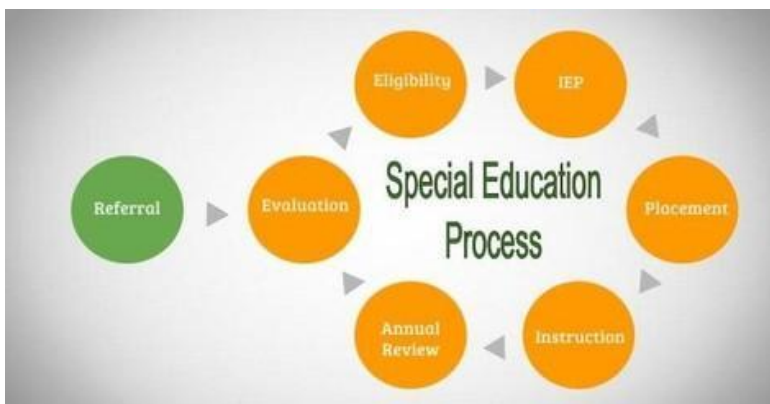 Referral
Evaluation
Eligibility
IEP
Placement
Instruction
Annual
Review
Special Education
Process